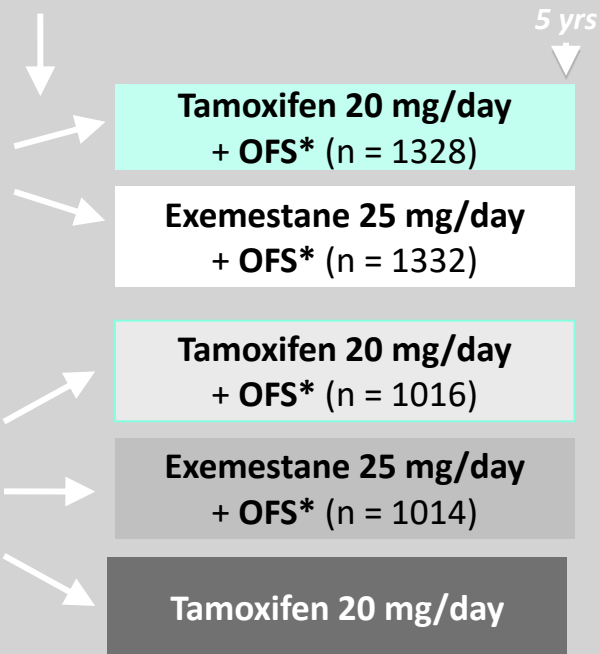 5 yrs
Tamoxifen 20 mg/day
+ OFS* (n = 1328)
Exemestane 25 mg/day
+ OFS* (n = 1332)
Tamoxifen 20 mg/day
+ OFS* (n = 1016)
Exemestane 25 mg/day
+ OFS* (n = 1014)
Tamoxifen 20 mg/day